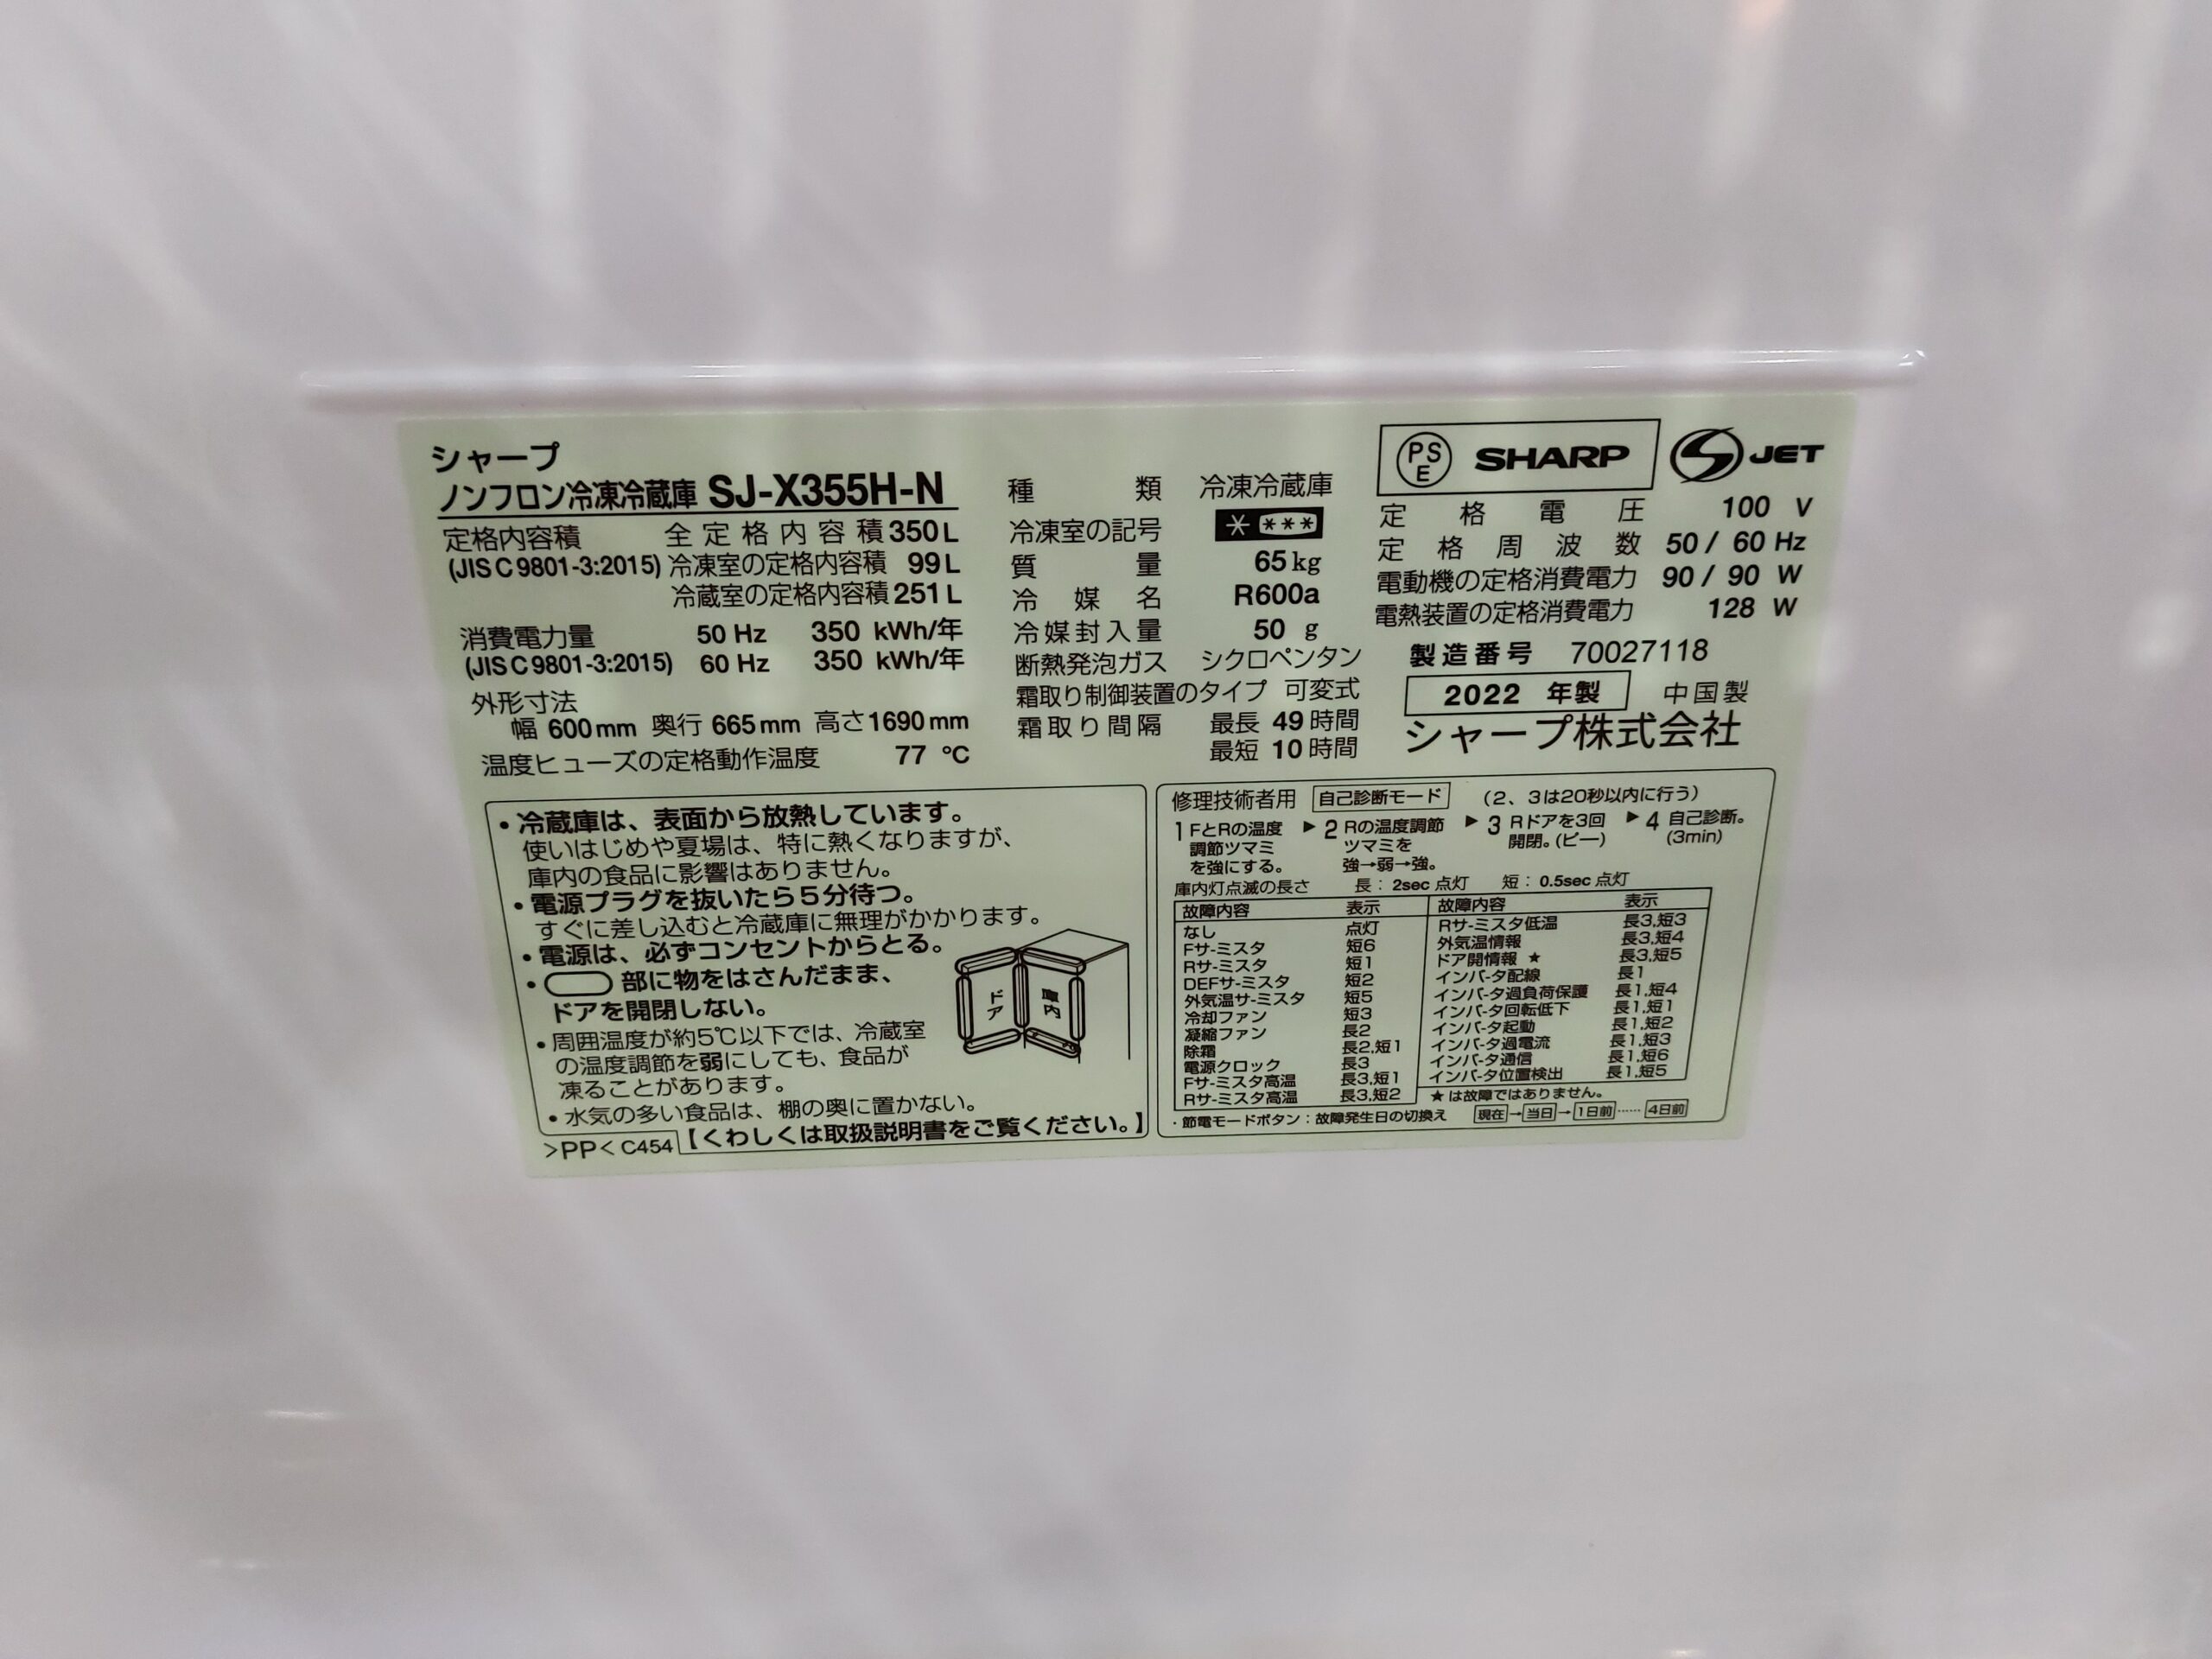 シャープ
ノンフロン冷凍冷蔵庫 SJ-X355H-N
定格内容積 全定格内容積 350 L
(JIS C 9801-3:2015) 冷凍室の定格内容積 99 L
冷蔵室の定格内容積 251 L
消費電力量 50 Hz 350 kWh/年
(JIS C 9801-3:2015) 60 Hz 350 kWh/年
外形寸法
幅 600 mm 奥行 665 mm 高さ 1690 mm
温度ヒューズの定格動作温度 77 ℃
種類 冷凍冷蔵庫
冷凍室の記号 * ***
質量 65 kg
冷媒名 R600a
冷媒封入量 50 g
断熱発泡ガス シクロペンタン
霜取り制御装置のタイプ 可変式
霜取り間隔 最長 49 時間
最短 10 時間
PSE SHARP S JET
定格電圧 100 V
定格周波数 50 / 60 Hz
電動機の定格消費電力 90 / 90 W
電熱装置の定格消費電力 128 W
製造番号 70027118
2022 年製 中国製
シャープ株式会社
・冷蔵庫は、表面から放熱しています。
使いはじめや夏場は、特に熱くなりますが、
庫内の食品に影響はありません。
・電源プラグを抜いたら5分待つ。
すぐに差し込むと冷蔵庫に無理がかかります。
・電源は、必ずコンセントからとる。
・部に物をはさんだまま、
ドアを開閉しない。
・周囲温度が約5℃以下では、冷蔵室
の温度調節を弱にしても、食品が
凍ることがあります。
・水気の多い食品は、棚の奥に置かない。
【くわしくは取扱説明書をご覧ください。】
>PP< C454
ドア
庫内
修理技術者用 自己診断モード (2、3は20秒以内に行う)
1 FとRの温度調節ツマミを強にする。 ▶ 2 Rの温度調節ツマミを強→弱→強。 ▶ 3 Rドアを3回開閉。(ピー) ▶ 4 自己診断。(3min)
庫内灯点滅の長さ 長：2sec 点灯 短：0.5sec 点灯
故障内容 表示
なし 点灯
Fサ-ミスタ 短6
Rサ-ミスタ 短1
DEFサ-ミスタ 短2
外気温サ-ミスタ 短5
冷却ファン 短3
凝縮ファン 長2
除霜 長2,短1
電源クロック 長3
Fサ-ミスタ高温 長3,短1
Rサ-ミスタ高温 長3,短2
故障内容 表示
Rサ-ミスタ低温 長3,短3
外気温情報 長3,短4
ドア開情報 ★ 長3,短5
インバ-タ配線 長1
インバ-タ過負荷保護 長1,短4
インバ-タ回転低下 長1,短1
インバ-タ起動 長1,短2
インバ-タ過電流 長1,短3
インバ-タ通信 長1,短6
インバ-タ位置検出 長1,短5
★は故障ではありません。
・節電モードボタン：故障発生日の切換え 現在→当日→1日前……4日前